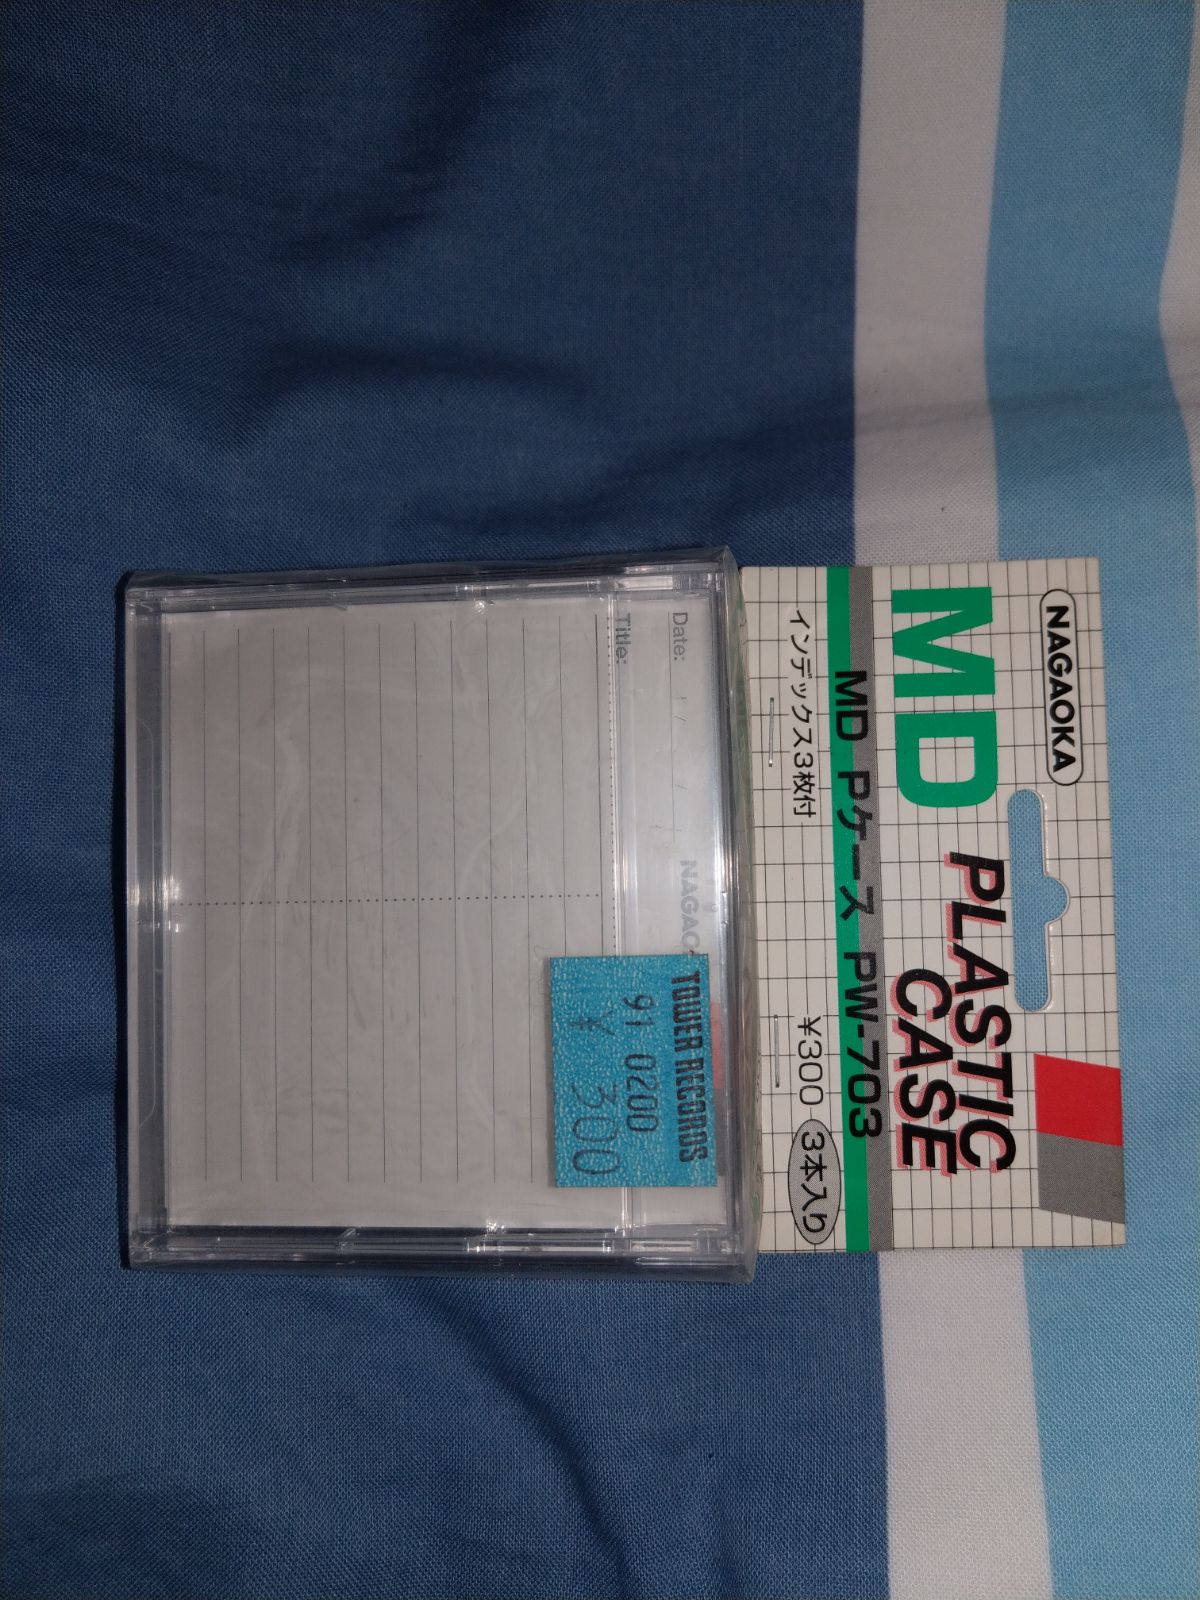 NAGAOKA
MD PLASTIC
CASE
MD Pケース PW-703
インデックス3枚付 ¥300 3本入り
Date: / /
NAGAO
Title:
TOWER RECORDS
91 0200
¥ 300